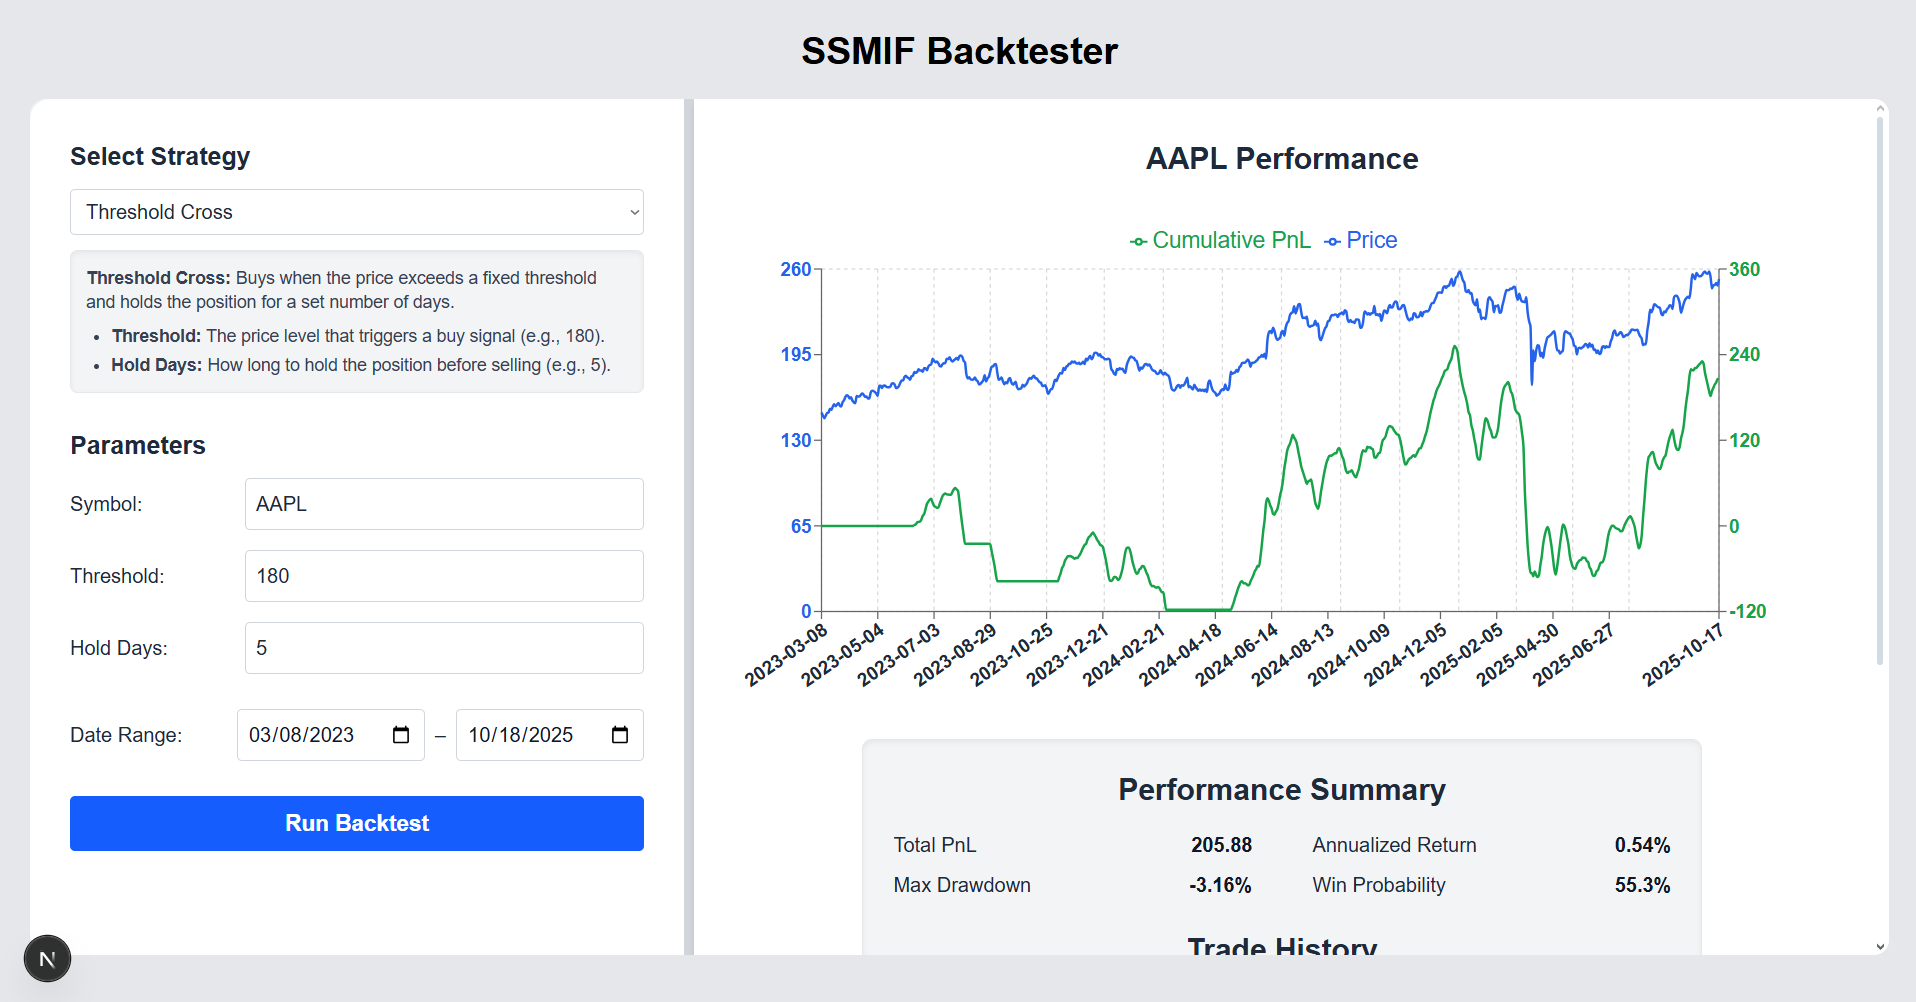 SSMIF Backtester
Select Strategy
Threshold Cross
Threshold Cross: Buys when the price exceeds a fixed threshold
and holds the position for a set number of days.
• Threshold: The price level that triggers a buy signal (e.g., 180).
• Hold Days: How long to hold the position before selling (e.g., 5).
Parameters
Symbol: AAPL
Threshold: 180
Hold Days: 5
Date Range: 03/08/2023 – 10/18/2025
Run Backtest
N
AAPL Performance
Cumulative PnL Price
260 360
195 240
130 120
65 0
0 -120
2023-03-08 2023-05-04 2023-07-03 2023-08-29 2023-10-25 2023-12-21 2024-02-21 2024-04-18 2024-06-14 2024-08-13 2024-10-09 2024-12-05 2025-02-05 2025-04-30 2025-06-27 2025-10-17
Performance Summary
Total PnL 205.88 Annualized Return 0.54%
Max Drawdown -3.16% Win Probability 55.3%
Trade History